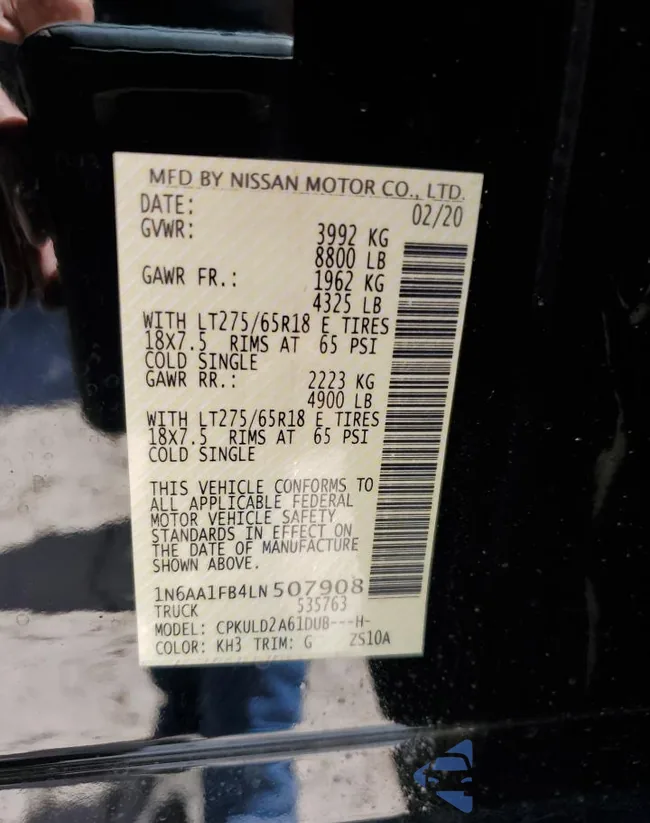 MFD BY NISSAN MOTOR CO., LTD.
DATE: 02/20
GVWR: 3992 KG
8800 LB
GAWR FR.: 1962 KG
4325 LB
WITH LT275/65R18 E TIRES
18X7.5 RIMS AT 65 PSI
COLD SINGLE
GAWR RR.: 2223 KG
4900 LB
WITH LT275/65R18 E TIRES
18X7.5 RIMS AT 65 PSI
COLD SINGLE
THIS VEHICLE CONFORMS TO
ALL APPLICABLE FEDERAL
MOTOR VEHICLE SAFETY
STANDARDS IN EFFECT ON
THE DATE OF MANUFACTURE
SHOWN ABOVE.
1N6AA1FB4LN507908
TRUCK 535763
MODEL: CPKULD2A61DUB---H-
COLOR: KH3 TRIM: G ZS10A